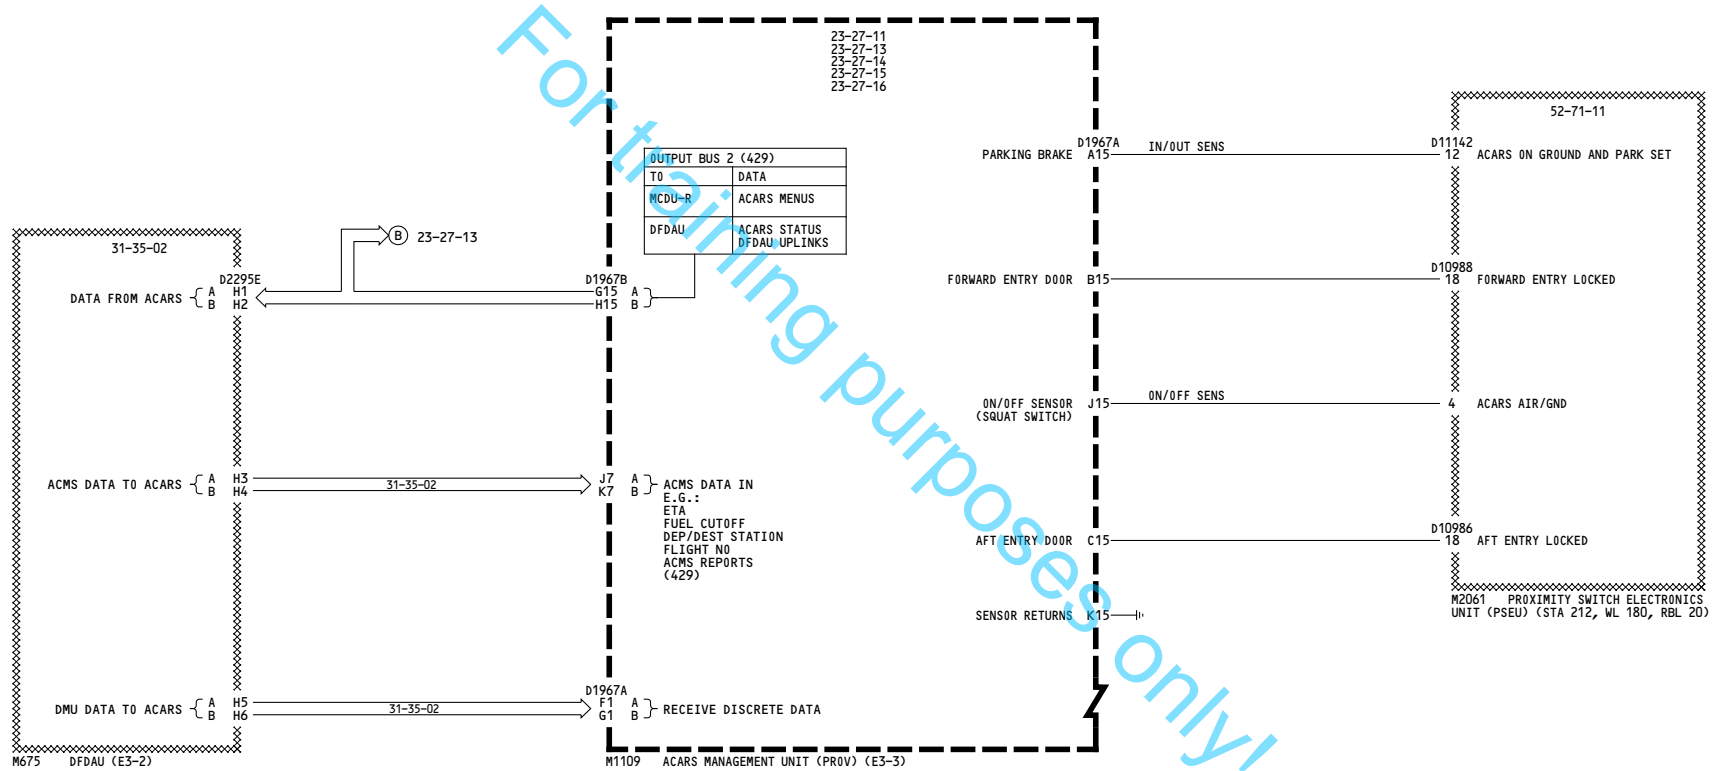 23-27-11
23-27-13
23-27-14
23-27-15
23-27-16
OUTPUT BUS 2 (429)
TO DATA
MCDU-R ACARS MENUS
DFDAU ACARS STATUS
DFDAU UPLINKS
31-35-02
D2295E
DATA FROM ACARS A H1
B H2
B 23-27-13
D1967B
G15 A
H15 B
ACMS DATA TO ACARS A H3
B H4
31-35-02
J7 A
K7 B
ACMS DATA IN
E.G.:
ETA
FUEL CUTOFF
DEP/DEST STATION
FLIGHT NO
ACMS REPORTS
(429)
DMU DATA TO ACARS A H5
B H6
31-35-02
D1967A
F1 A
G1 B
RECEIVE DISCRETE DATA
M675 DFDAU (E3-2)
M1109 ACARS MANAGEMENT UNIT (PROV) (E3-3)
D1967A
PARKING BRAKE A15 IN/OUT SENS
D11142
12 ACARS ON GROUND AND PARK SET
52-71-11
FORWARD ENTRY DOOR B15
D10988
18 FORWARD ENTRY LOCKED
ON/OFF SENSOR J15 ON/OFF SENS
(SQUAT SWITCH)
4 ACARS AIR/GND
AFT ENTRY DOOR C15
D10986
18 AFT ENTRY LOCKED
SENSOR RETURNS K15
M2061 PROXIMITY SWITCH ELECTRONICS
UNIT (PSEU) (STA 212, WL 180, RBL 20)
For training purposes only!